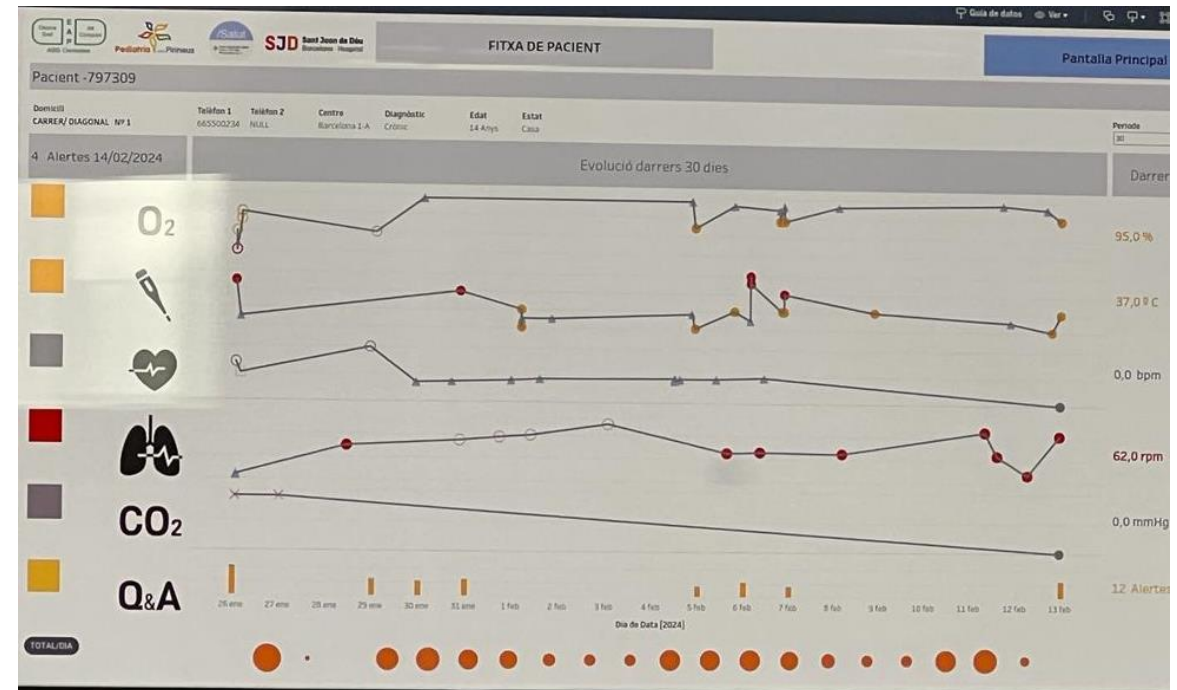 Guía de datos Ver
Pediatria dels Pirineus
iSalut
SJD Sant Joan de Déu
Barcelona · Hospital
FITXA DE PACIENT
Pantalla Principal
Pacient -797309
Domicili Telèfon 1 Telèfon 2 Centre Diagnòstic Edat Estat
CARRER/ DIAGONAL Nº 1 665500234 NULL Barcelona 1-A Crònic 14 Anys Casa
Periode
30
4 Alertes 14/02/2024
Evolució darrers 30 dies
Darrer
O2
95,0 %
37,0 º C
0,0 bpm
62,0 rpm
CO2
0,0 mmHg
Q&A
12 Alertes
26 ene 27 ene 28 ene 29 ene 30 ene 31 ene 1 feb 2 feb 3 feb 4 feb 5 feb 6 feb 7 feb 8 feb 9 feb 10 feb 11 feb 12 feb 13 feb
Dia de Data [2024]
TOTAL/DIA